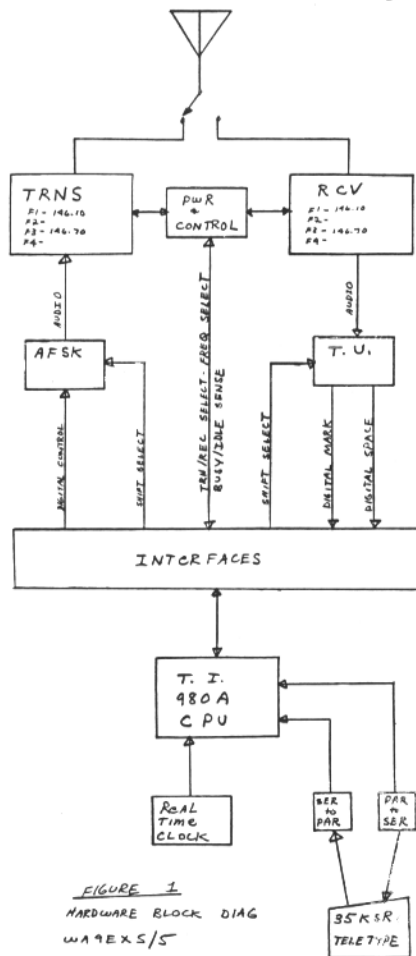 TRNS
F1- 146.10
F2-
F3- 146.70
F4-
PWR
+
CONTROL
RCV
F1 - 146.10
F2-
F3 - 146.70
F4-
AUDIO
AUDIO
AFSK
T.U.
DIGITAL CONTROL
SHIFT SELECT
TRN/REC SELECT- FREQ SELECT
BUSY/IDLE SENSE
SHIFT SELECT
DIGITAL MARK
DIGITAL SPACE
INTERFACES
T. I.
980A
CPU
REAL
TIME
CLOCK
SER
to
PAR
PAR
to
SER
35KSR
TELETYPE
FIGURE 1
HARDWARE BLOCK DIAG
WA9EXS/5